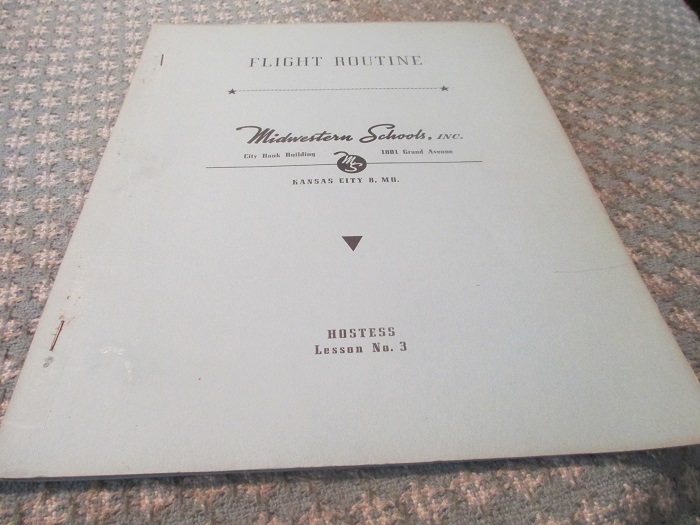 FLIGHT ROUTINE
Midwestern Schools, INC.
City Bank Building 1801 Grand Avenue
MS
KANSAS CITY 8, MO.
HOSTESS
Lesson No. 3